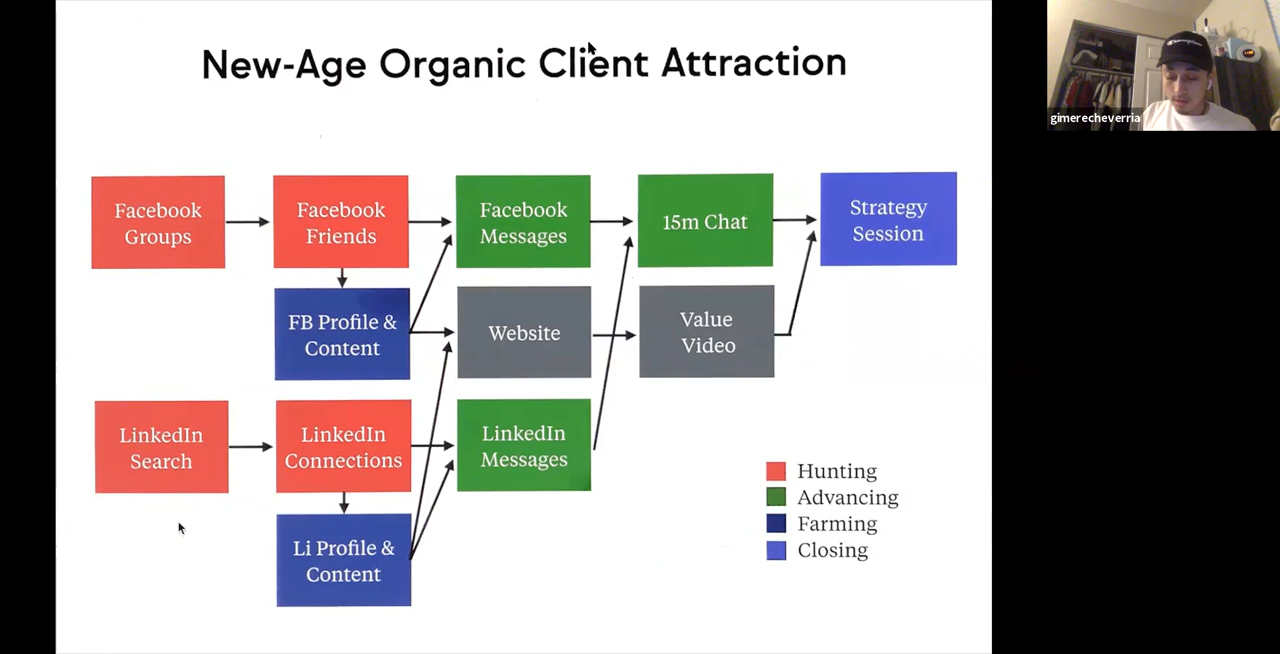 New-Age Organic Client Attraction
gimerecheverria
Facebook
Groups
Facebook
Friends
Facebook
Messages
15m Chat
Strategy
Session
FB Profile &
Content
Website
Value
Video
LinkedIn
Search
LinkedIn
Connections
LinkedIn
Messages
Li Profile &
Content
Hunting
Advancing
Farming
Closing